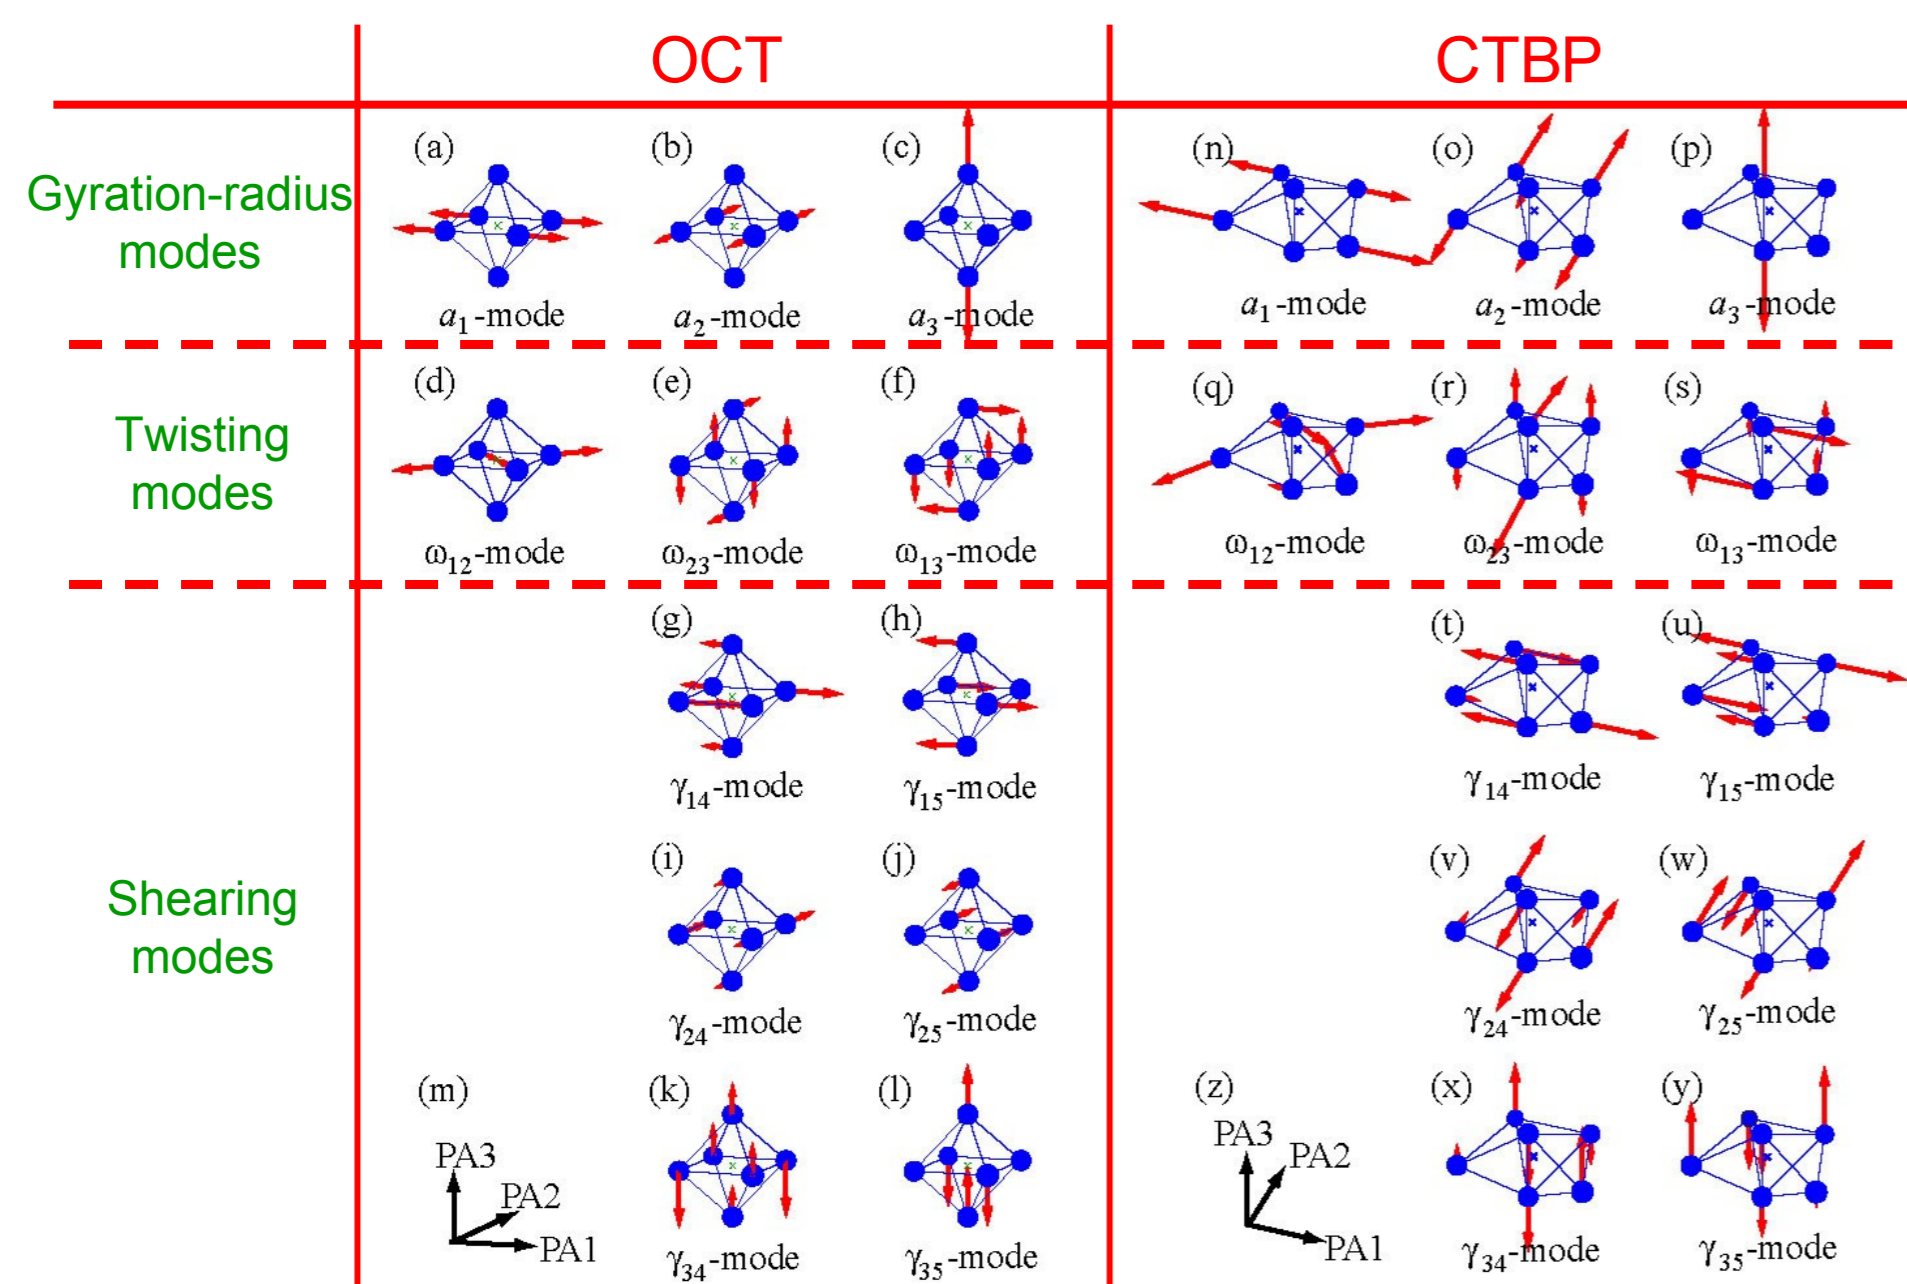 OCT CTBP
Gyration-radius
modes
(a) (b) (c) (n) (o) (p)
a₁-mode a₂-mode a₃-mode a₁-mode a₂-mode a₃-mode
Twisting
modes
(d) (e) (f) (q) (r) (s)
ω₁₂-mode ω₂₃-mode ω₁₃-mode ω₁₂-mode ω₂₃-mode ω₁₃-mode
Shearing
modes
(g) (h) (t) (u)
γ₁₄-mode γ₁₅-mode γ₁₄-mode γ₁₅-mode
(i) (j) (v) (w)
γ₂₄-mode γ₂₅-mode γ₂₄-mode γ₂₅-mode
(m) (k) (l) (z) (x) (y)
PA3 PA2 PA1 PA3 PA2 PA1
γ₃₄-mode γ₃₅-mode γ₃₄-mode γ₃₅-mode